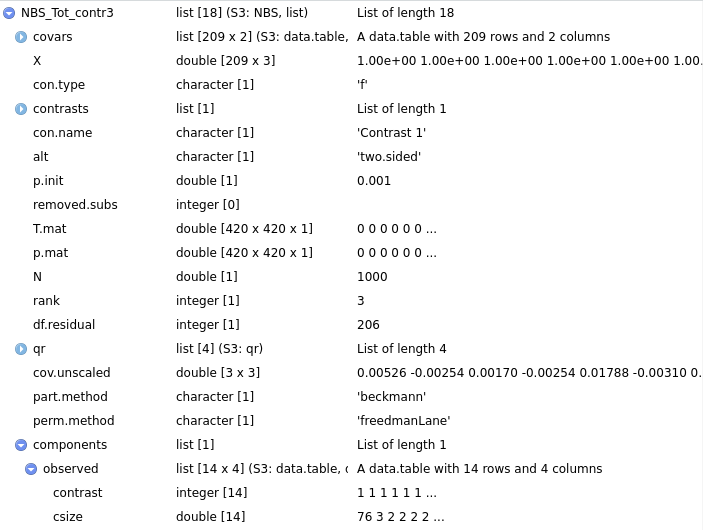 NBS_Tot_contr3 list [18] (S3: NBS, list) List of length 18
covars list [209 x 2] (S3: data.table, A data.table with 209 rows and 2 columns
X double [209 x 3] 1.00e+00 1.00e+00 1.00e+00 1.00e+00 1.00e+00 1.00.
con.type character [1] 'f'
contrasts list [1] List of length 1
con.name character [1] 'Contrast 1'
alt character [1] 'two.sided'
p.init double [1] 0.001
removed.subs integer [0]
T.mat double [420 x 420 x 1] 0 0 0 0 0 0 ...
p.mat double [420 x 420 x 1] 0 0 0 0 0 0 ...
N double [1] 1000
rank integer [1] 3
df.residual integer [1] 206
qr list [4] (S3: qr) List of length 4
cov.unscaled double [3 x 3] 0.00526 -0.00254 0.00170 -0.00254 0.01788 -0.00310 0.
part.method character [1] 'beckmann'
perm.method character [1] 'freedmanLane'
components list [1] List of length 1
observed list [14 x 4] (S3: data.table, A data.table with 14 rows and 4 columns
contrast integer [14] 1 1 1 1 1 1 ...
csize double [14] 76 3 2 2 2 2 ...